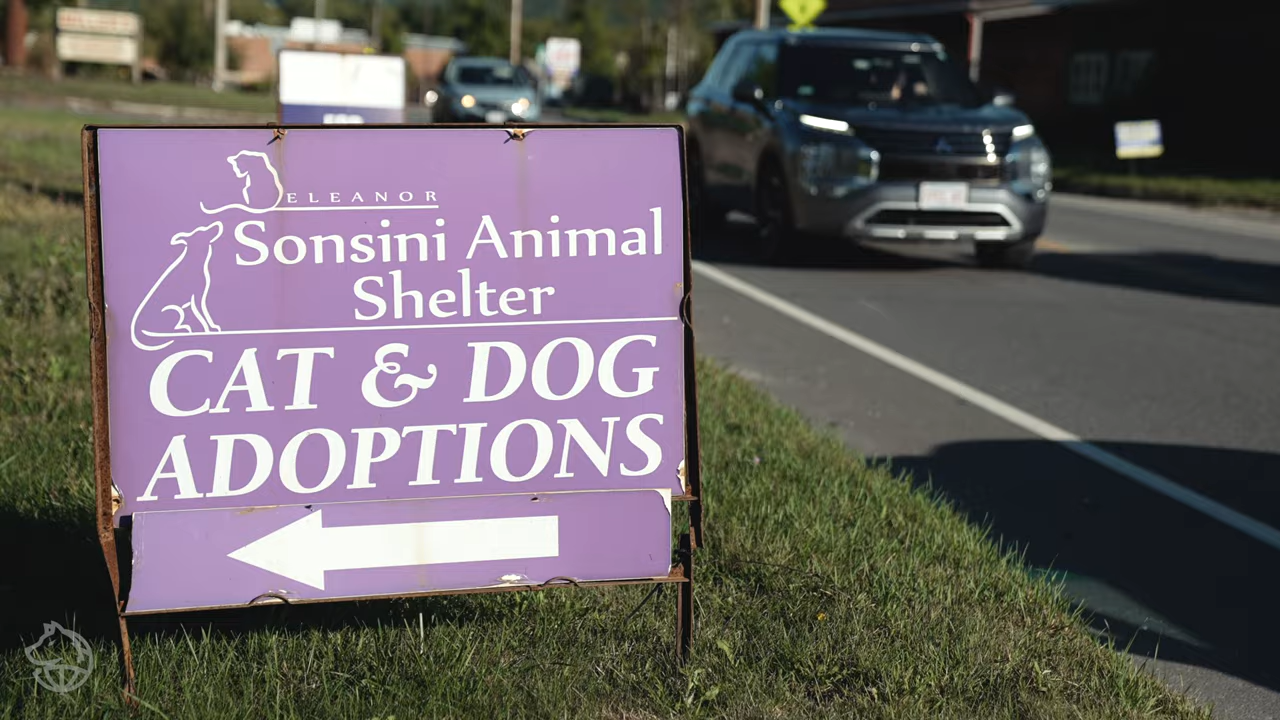 ELEANOR
Sonsini Animal
Shelter
CAT & DOG
ADOPTIONS